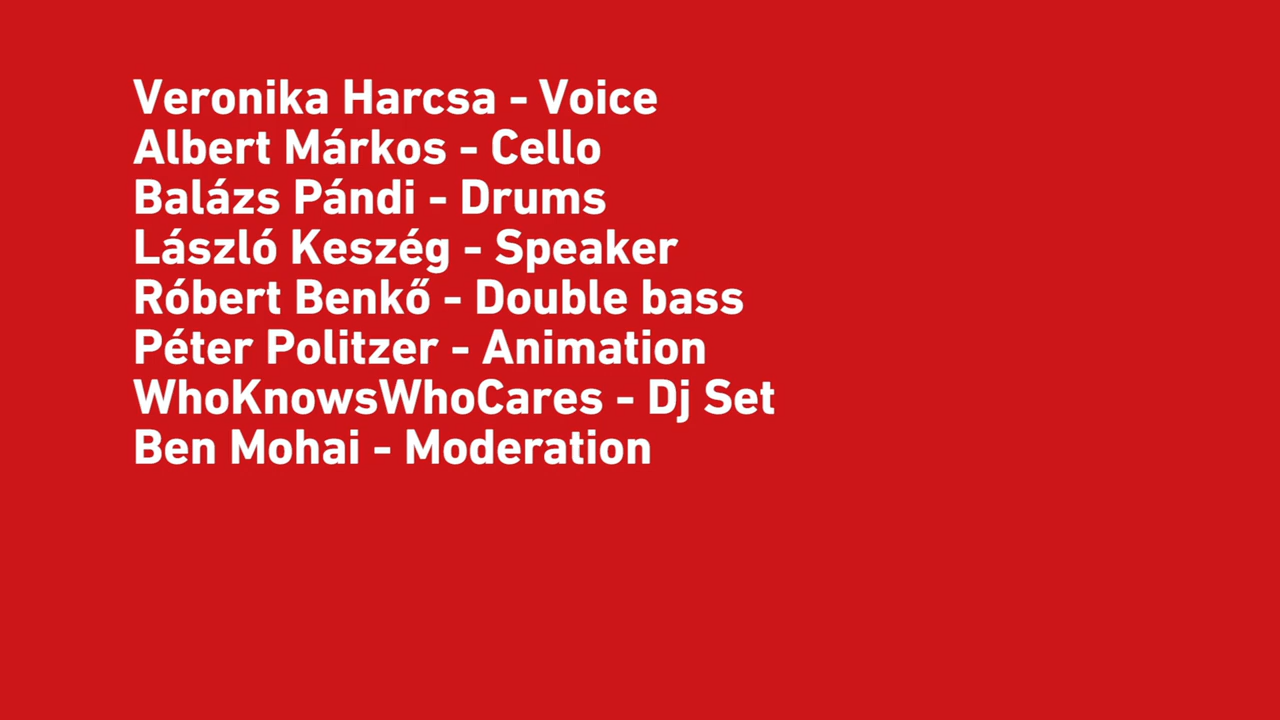 Veronika Harcsa - Voice
Albert Márkos - Cello
Balázs Pándi - Drums
László Keszég - Speaker
Róbert Benkő - Double bass
Péter Politzer - Animation
WhoKnowsWhoCares - Dj Set
Ben Mohai - Moderation